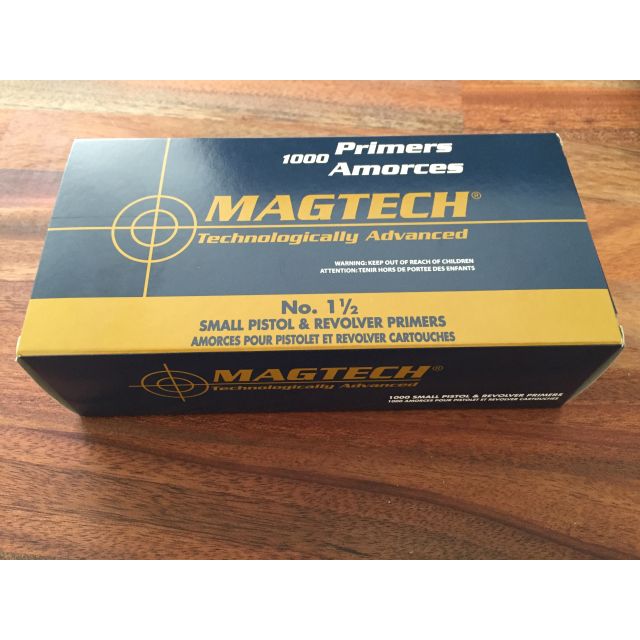 1000 Primers
Amorces
MAGTECH®
Technologically Advanced
WARNING: KEEP OUT OF REACH OF CHILDREN
ATTENTION: TENIR HORS DE PORTEE DES ENFANTS
No. 1½
SMALL PISTOL & REVOLVER PRIMERS
AMORCES POUR PISTOLET ET REVOLVER CARTOUCHES
MAGTECH®
Technologically Advanced
1000 SMALL PISTOL & REVOLVER PRIMERS
1000 AMORCES POUR PISTOLET ET REVOLVER CARTOUCHES